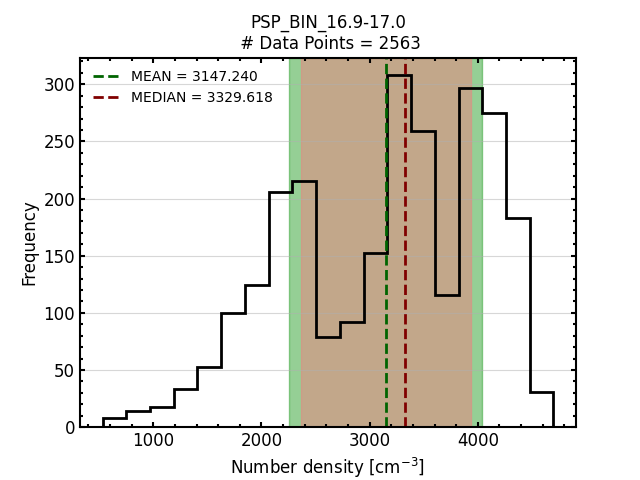 PSP_BIN_16.9-17.0
# Data Points = 2563
MEAN = 3147.240
MEDIAN = 3329.618
300
250
200
150
100
50
0
Frequency
1000 2000 3000 4000
Number density [cm⁻³]